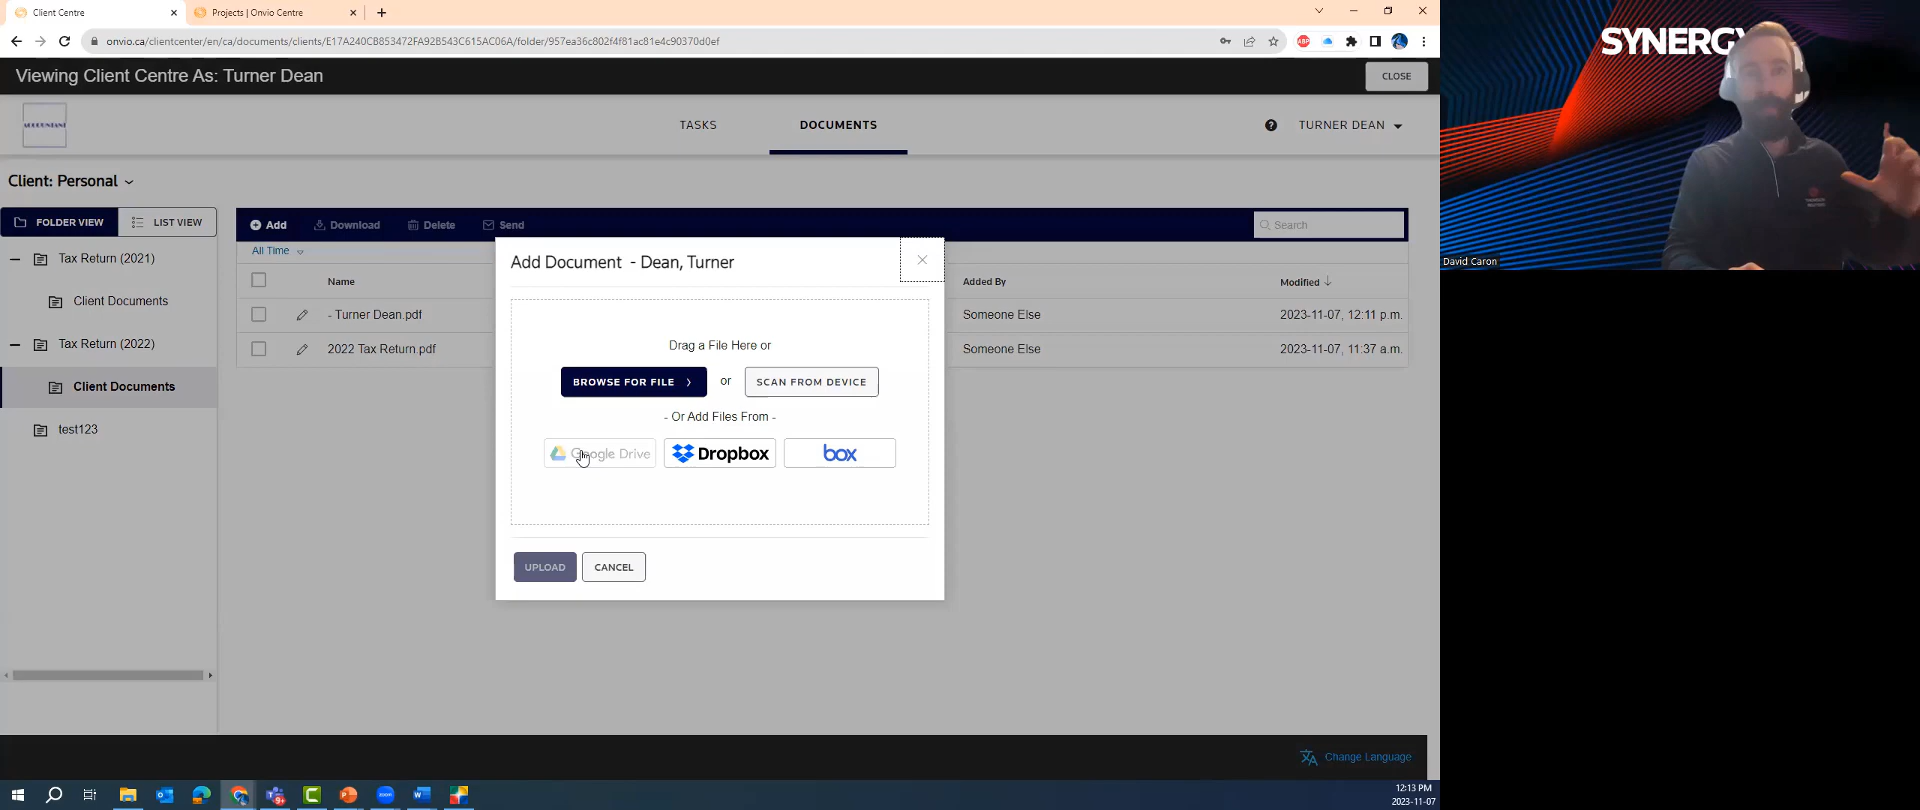 Client Centre
Projects | Onvio Centre
onvio.ca/clientcenter/en/ca/documents/clients/E17A240CB853472FA92B543C615AC06A/folder/957ea36c802f4f81ac81e4c90370d0ef
ABP
Viewing Client Centre As: Turner Dean
CLOSE
SYNERGY
David Caron
ACCOUNTANT
TASKS
DOCUMENTS
TURNER DEAN
Client: Personal
FOLDER VIEW
LIST VIEW
Add
Download
Delete
Send
Search
All Time
Tax Return (2021)
Client Documents
Tax Return (2022)
Client Documents
test123
Name
Added By
Modified
- Turner Dean.pdf
Someone Else
2023-11-07, 12:11 p.m.
2022 Tax Return.pdf
Someone Else
2023-11-07, 11:37 a.m.
Add Document - Dean, Turner
Drag a File Here or
BROWSE FOR FILE
or
SCAN FROM DEVICE
- Or Add Files From -
Google Drive
Dropbox
box
UPLOAD
CANCEL
Change Language
12:13 PM
2023-11-07